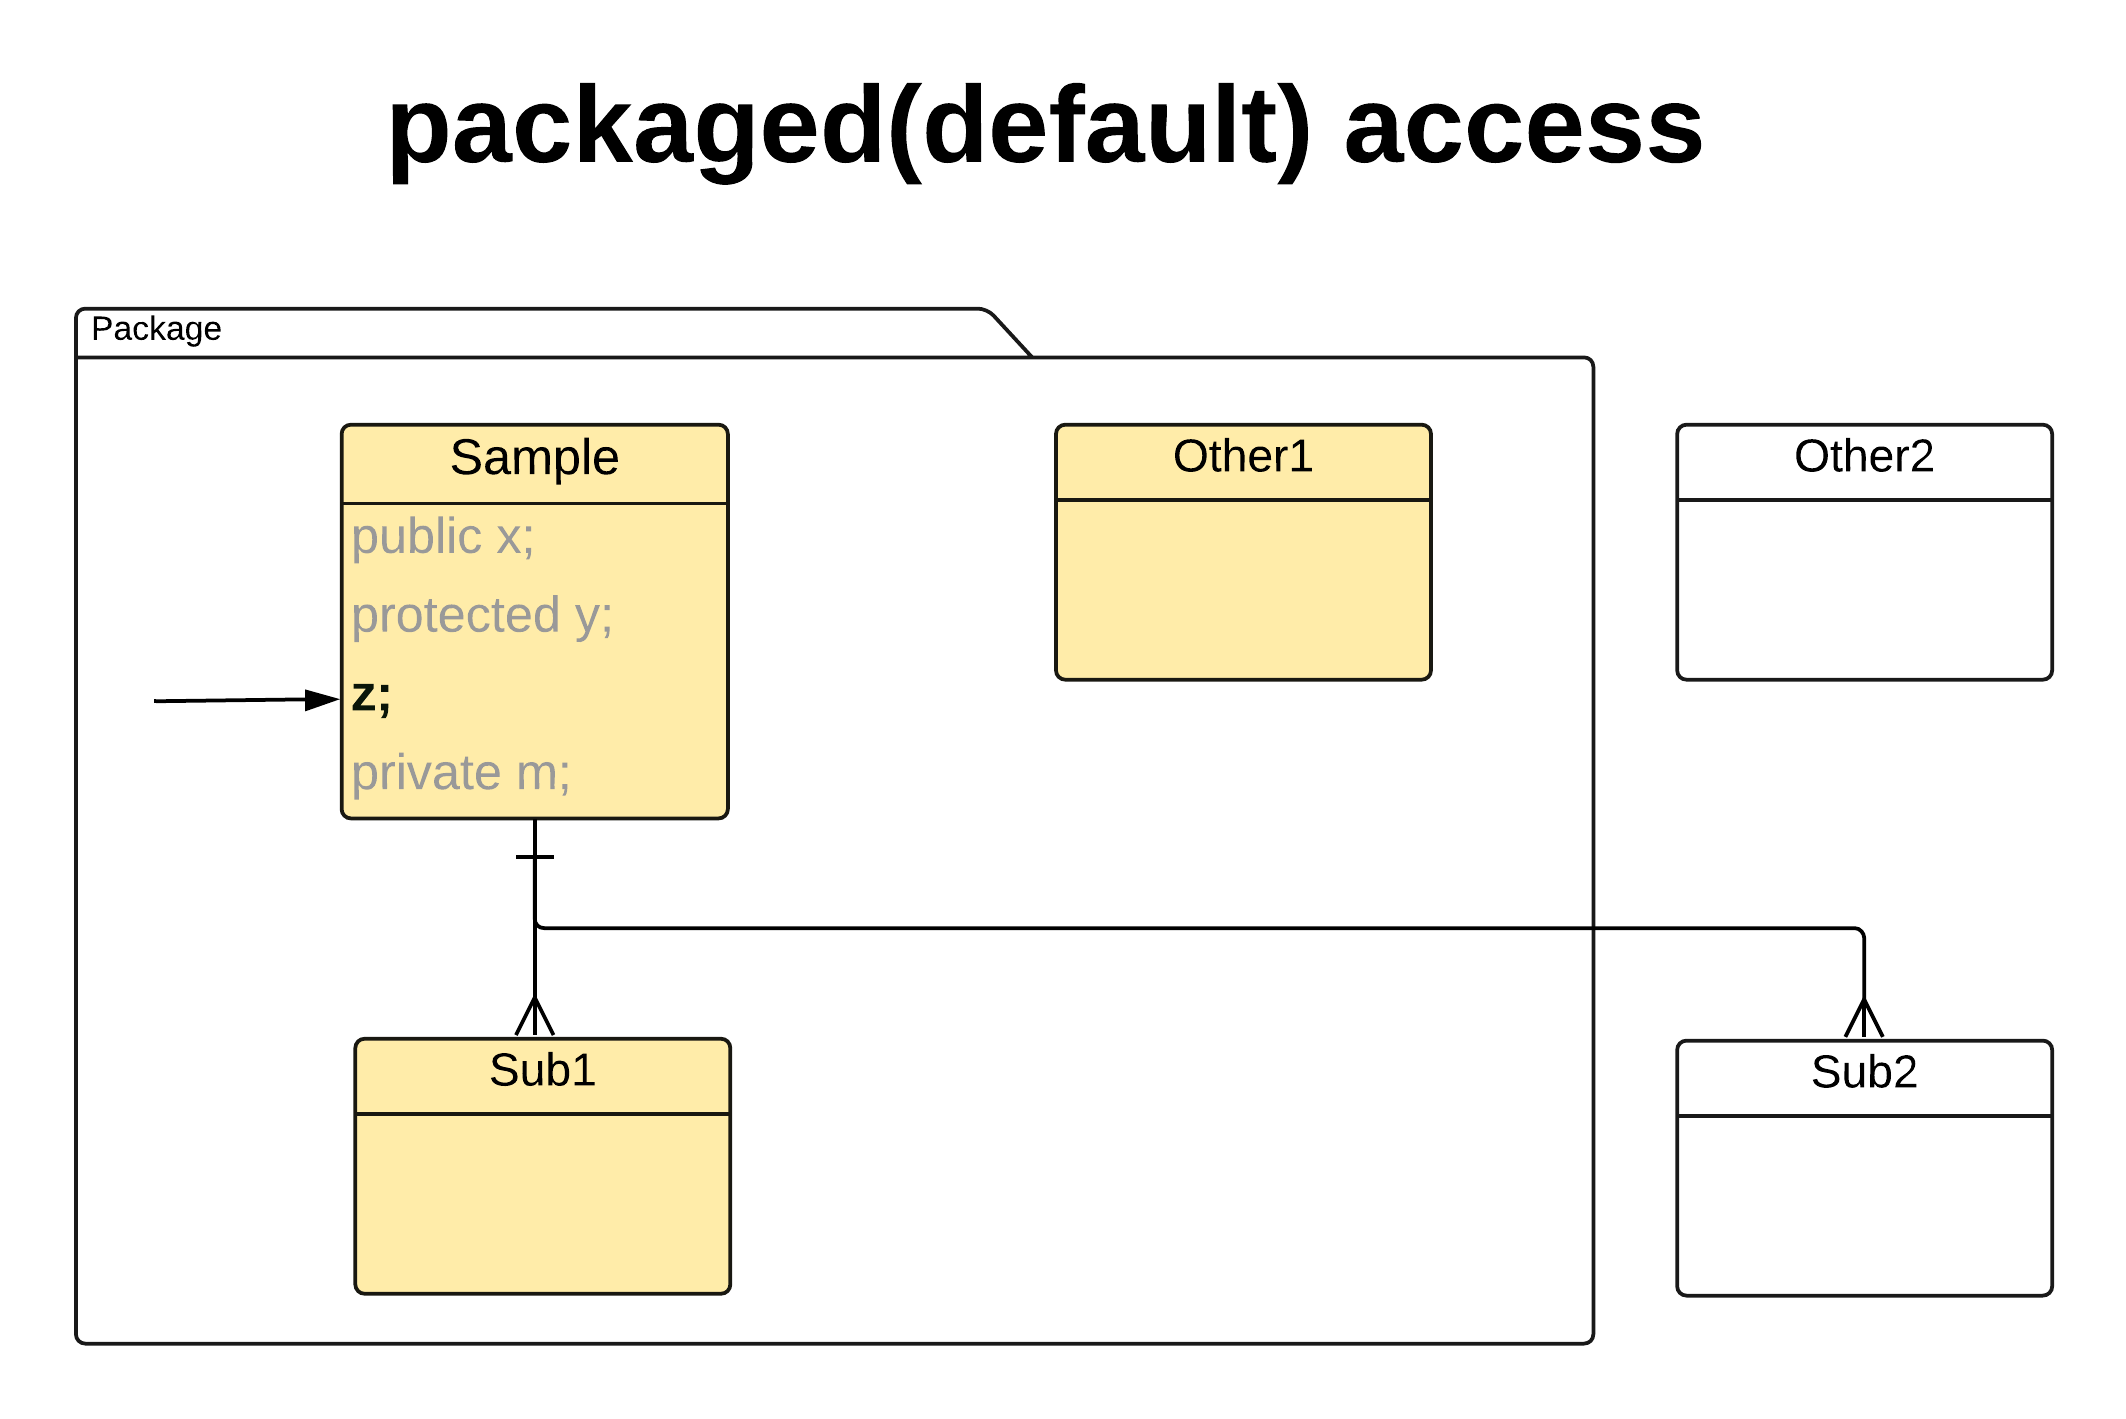 packaged(default) access
Package
Sample
public x;
protected y;
z;
private m;
Other1
Other2
Sub1
Sub2